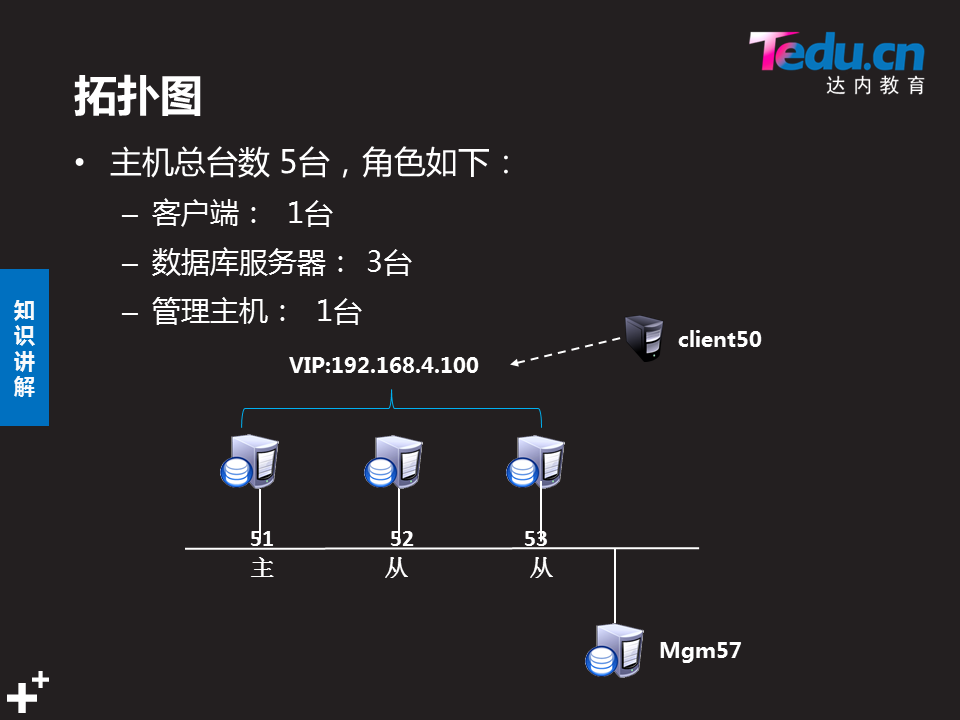 Tedu.cn
达内教育
拓扑图
• 主机总台数 5台，角色如下：
– 客户端： 1台
– 数据库服务器： 3台
– 管理主机： 1台
知识讲解
client50
VIP:192.168.4.100
51 52 53
主 从 从
Mgm57